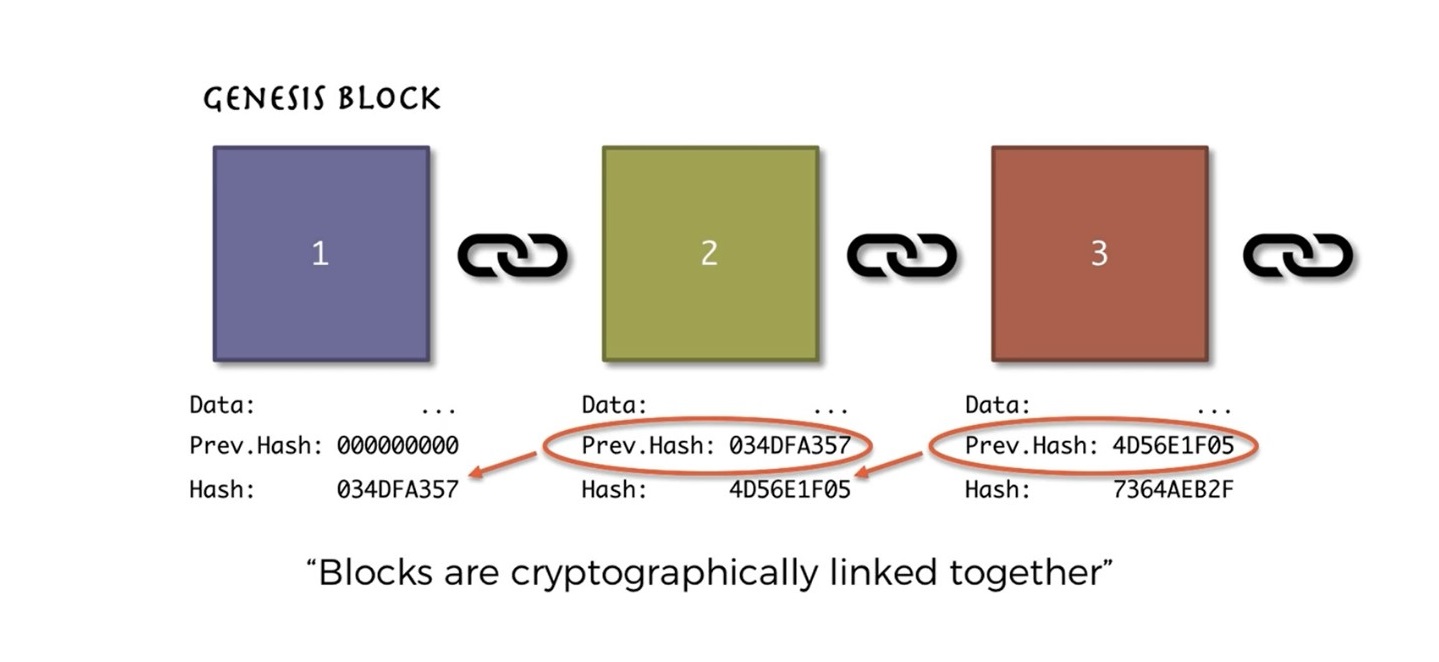 GENESIS BLOCK
1
2
3
Data: ...
Prev.Hash: 000000000
Hash: 034DFA357
Data: ...
Prev.Hash: 034DFA357
Hash: 4D56E1F05
Data: ...
Prev.Hash: 4D56E1F05
Hash: 7364AEB2F
“Blocks are cryptographically linked together”